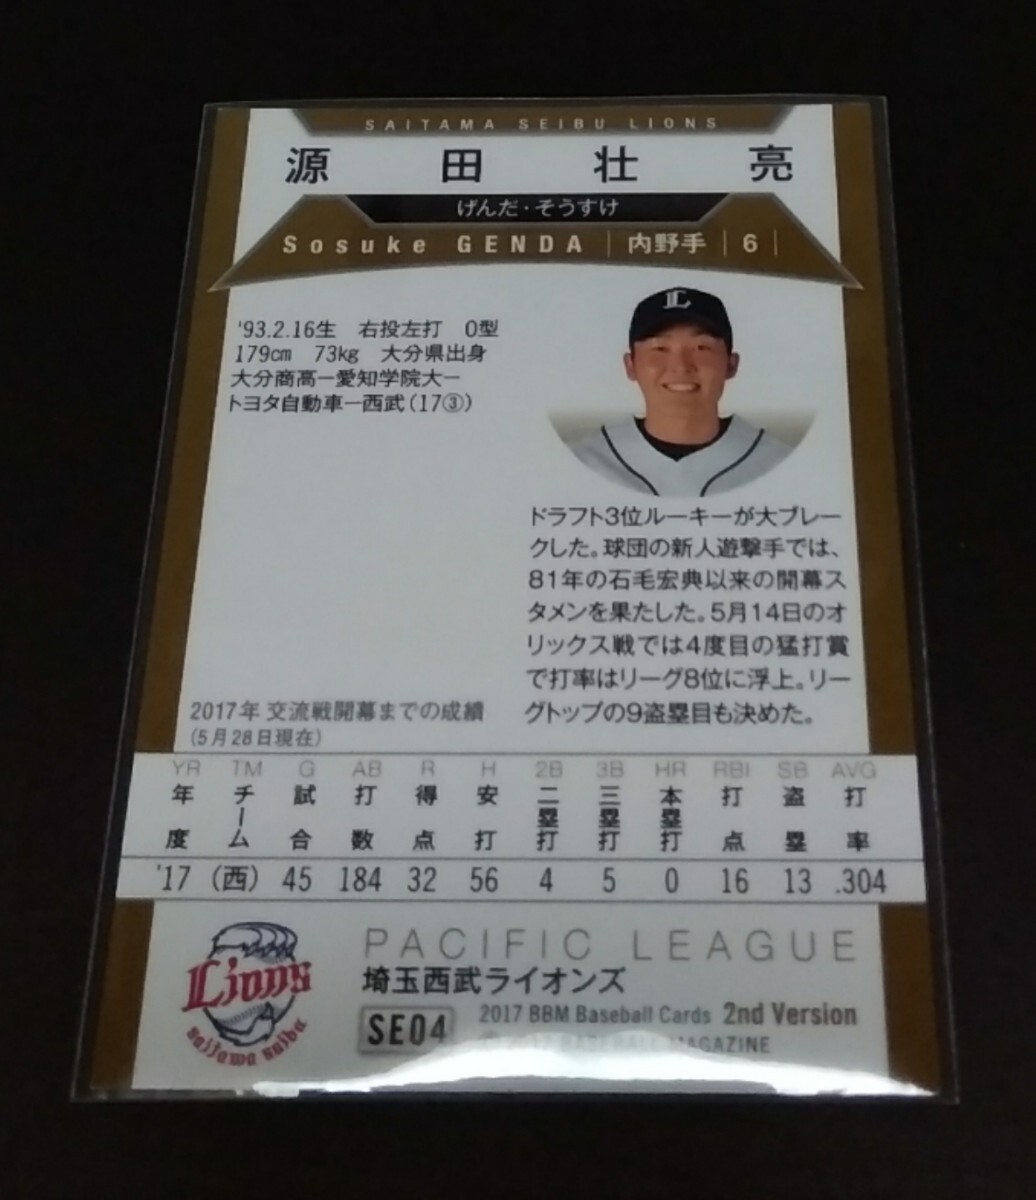 SAITAMA SEIBU LIONS
源田壮亮
げんだ・そうすけ
Sosuke GENDA | 内野手 | 6 |
L
'93.2.16生 右投左打 O型
179cm 73kg 大分県出身
大分商高ー愛知学院大ー
トヨタ自動車ー西武(17③)
ドラフト3位ルーキーが大ブレー
クした。球団の新人遊撃手では、
81年の石毛宏典以来の開幕ス
タメンを果たした。5月14日のオ
リックス戦では4度目の猛打賞
で打率はリーグ8位に浮上。リー
グトップの9盗塁目も決めた。
2017年 交流戦開幕までの成績
(5月28日現在)
YR TM G AB R H 2B 3B HR RBI SB AVG
年度 チーム 試合 打数 得点 安打 二塁打 三塁打 本塁打 打点 盗塁 打率
'17 (西) 45 184 32 56 4 5 0 16 13 .304
Lions
saitama seibu
PACIFIC LEAGUE
埼玉西武ライオンズ
SE04
2017 BBM Baseball Cards 2nd Version
© 2017 BASEBALL MAGAZINE